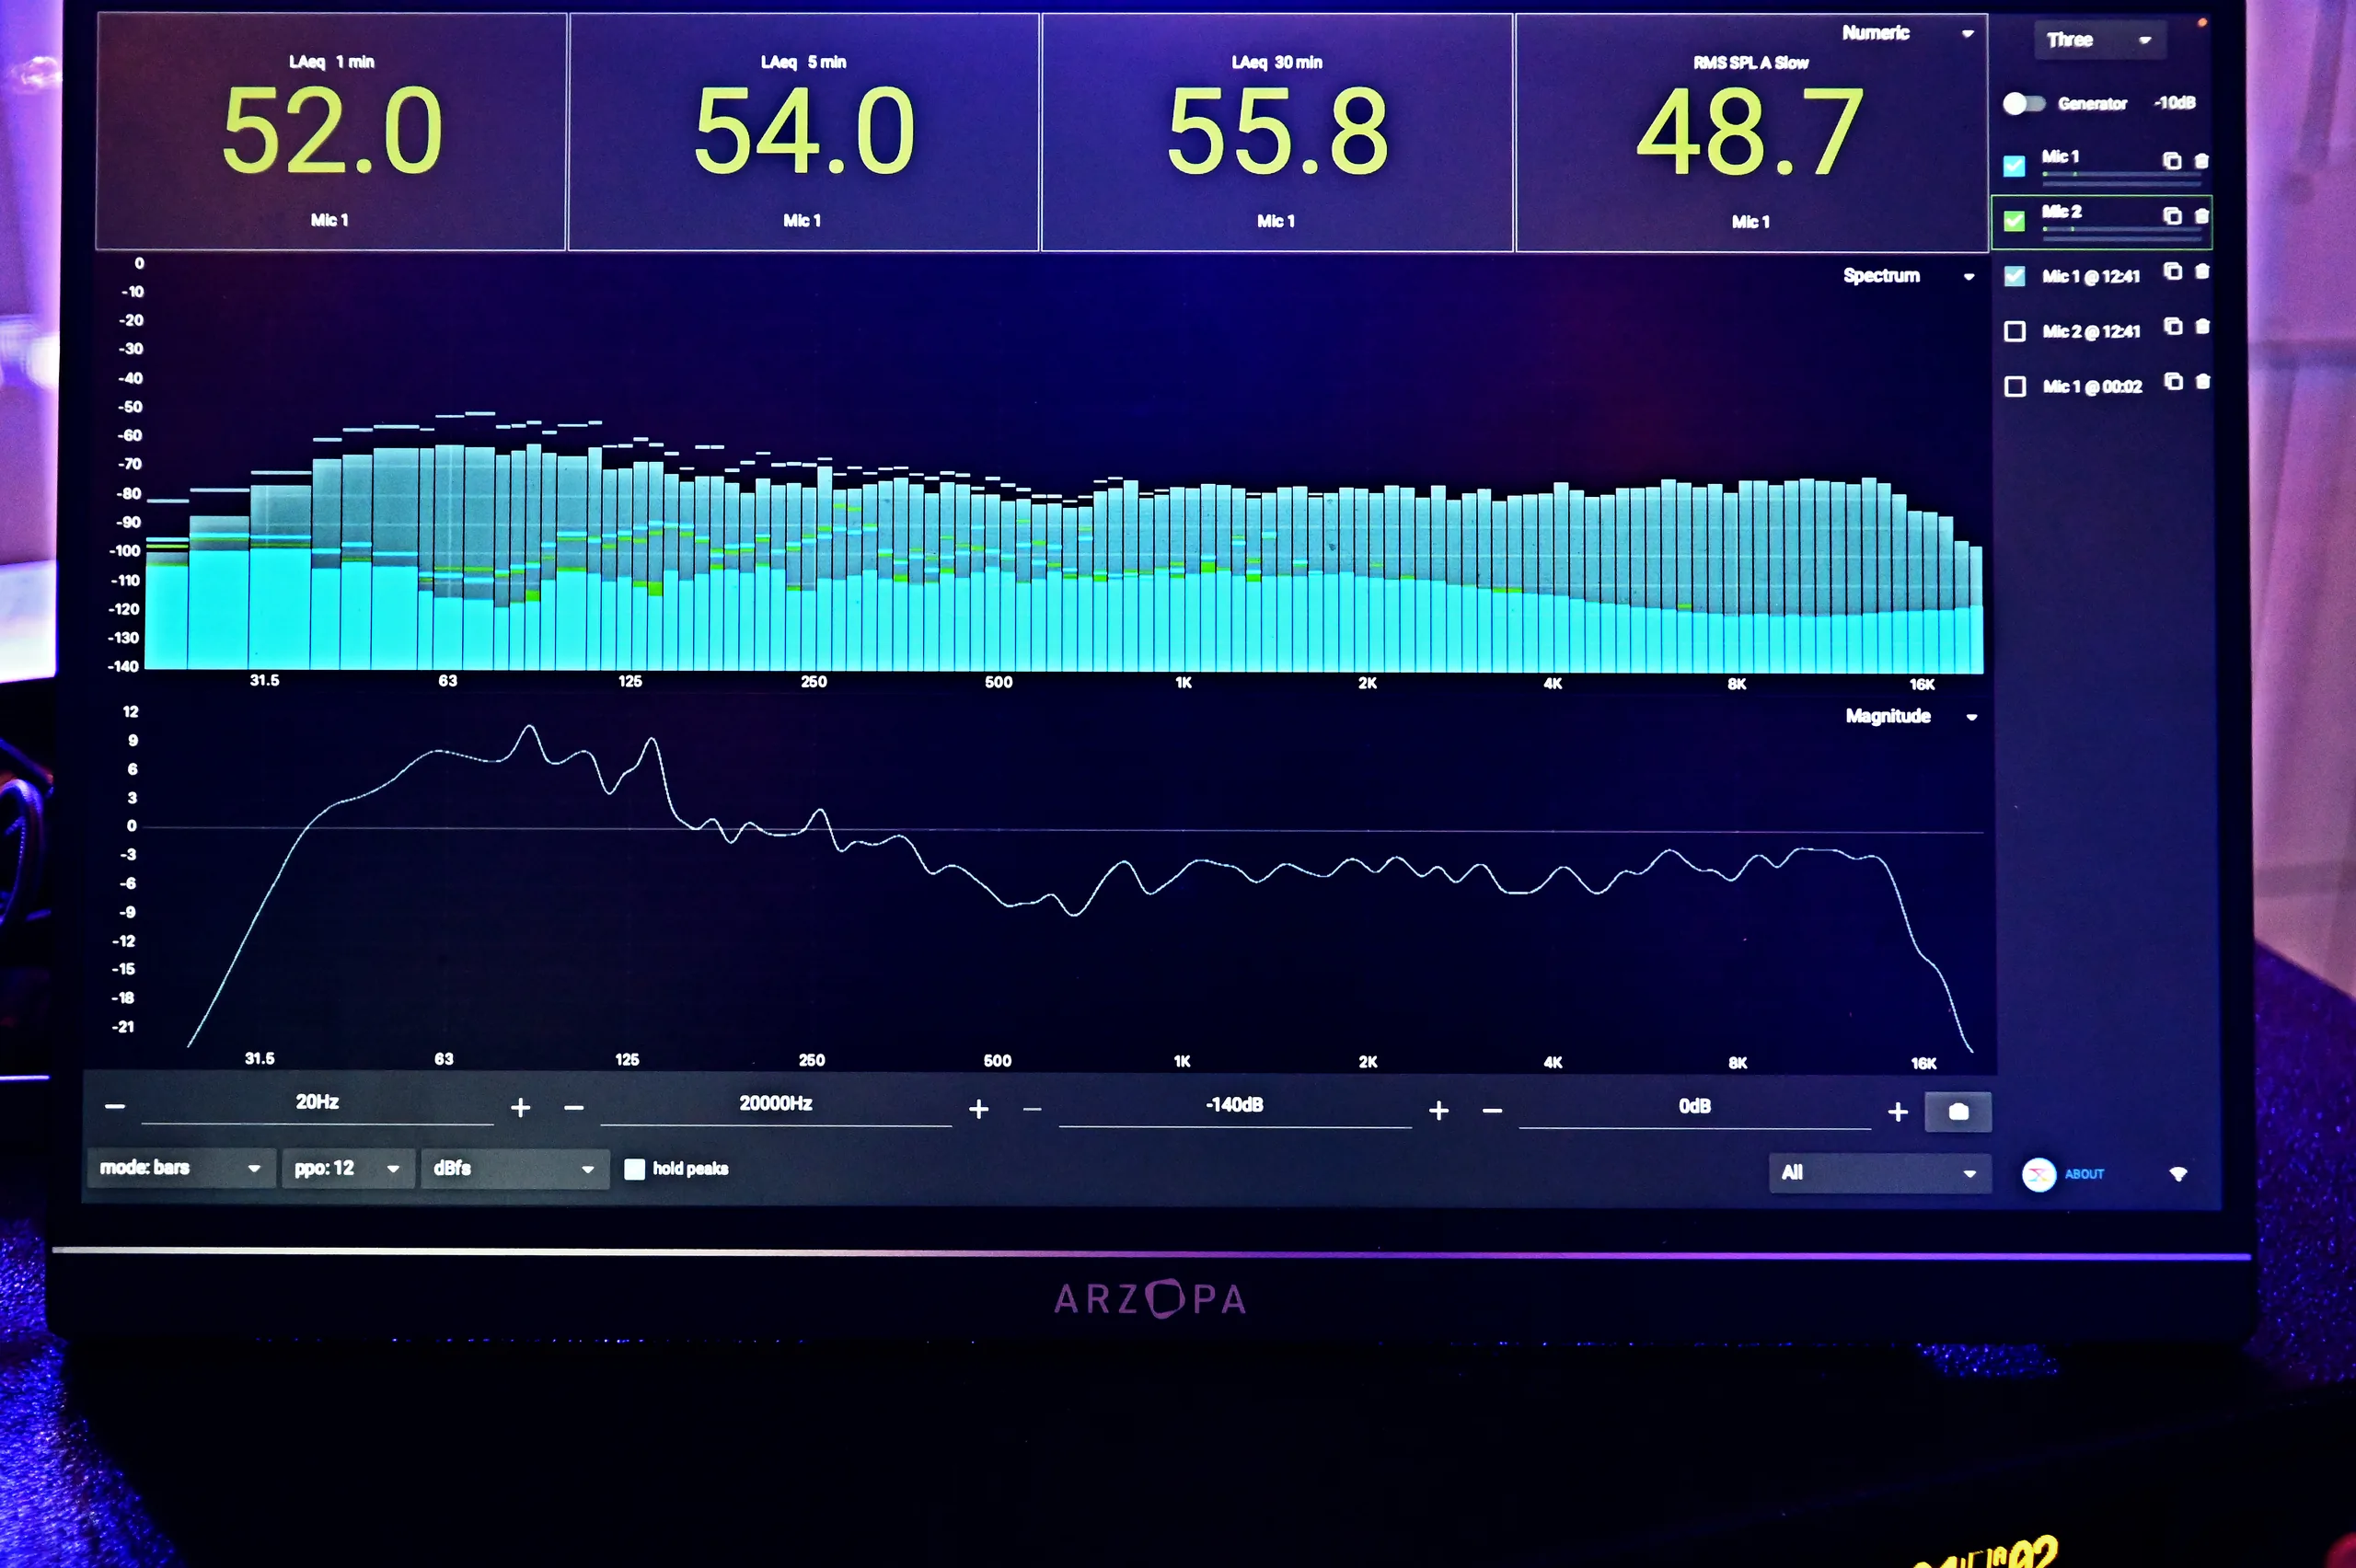 LAeq 1 min
52.0
Mic 1
LAeq 5 min
54.0
Mic 1
LAeq 30 min
55.8
Mic 1
Numeric
RMS SPL A Slow
48.7
Mic 1
Three
Generator -10dB
Mic 1
Mic 2
Mic 1 @ 12:41
Mic 2 @ 12:41
Mic 1 @ 00:02
Spectrum
0
-10
-20
-30
-40
-50
-60
-70
-80
-90
-100
-110
-120
-130
-140
31.5 63 125 250 500 1K 2K 4K 8K 16K
Magnitude
12
9
6
3
0
-3
-6
-9
-12
-15
-18
-21
31.5 63 125 250 500 1K 2K 4K 8K 16K
− 20Hz + − 20000Hz + − -140dB + − 0dB +
mode: bars ppo: 12 dBfs hold peaks All ABOUT
ARZOPA